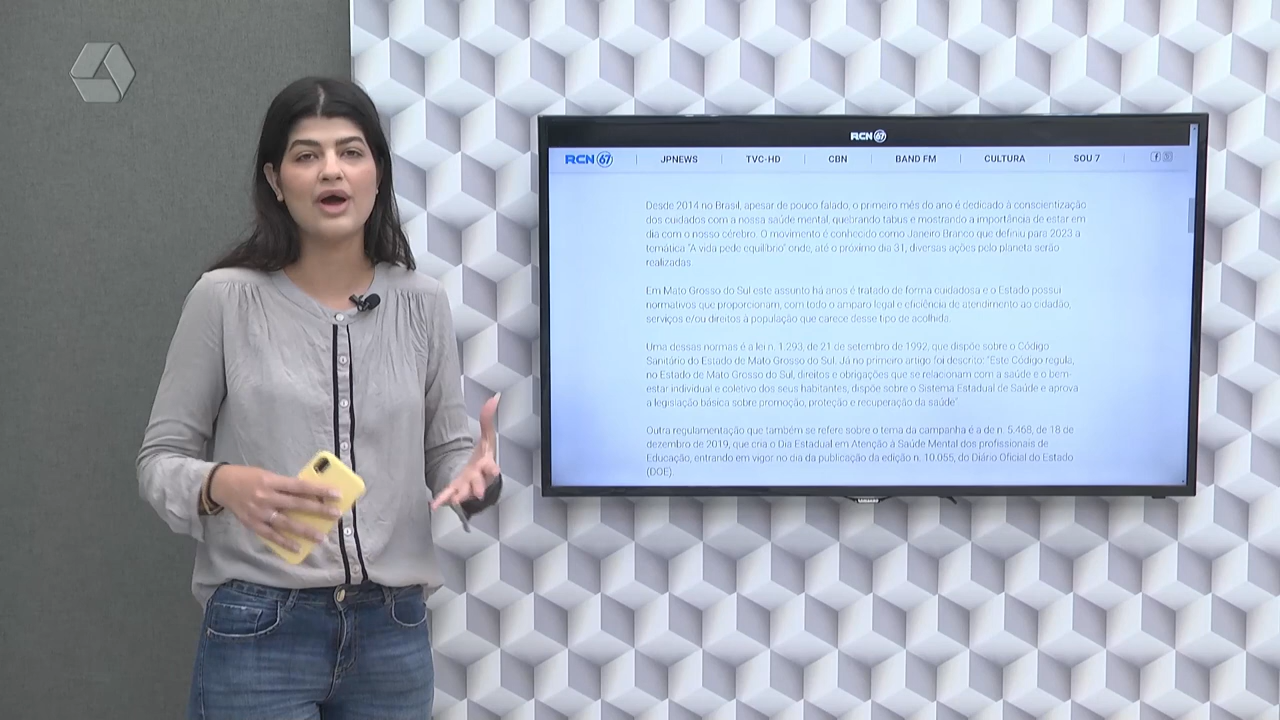 RCN 67
RCN 67 JPNEWS TVC-HD CBN BAND FM CULTURA SOU 7
Desde 2014 no Brasil, apesar de pouco falado, o primeiro mês do ano é dedicado à conscientização
dos cuidados com a nossa saúde mental, quebrando tabus e mostrando a importância de estar em
dia com o nosso cérebro. O movimento é conhecido como Janeiro Branco que definiu para 2023 a
temática "A vida pede equilíbrio" onde, até o próximo dia 31, diversas ações pelo planeta serão
realizadas.
Em Mato Grosso do Sul este assunto há anos é tratado de forma cuidadosa e o Estado possui
normativos que proporcionam, com todo o amparo legal e eficiência de atendimento ao cidadão,
serviços e/ou direitos à população que carece desse tipo de acolhida.
Uma dessas normas é a lei n. 1.293, de 21 de setembro de 1992, que dispõe sobre o Código
Sanitário do Estado de Mato Grosso do Sul. Já no primeiro artigo foi descrito: "Este Código regula,
no Estado de Mato Grosso do Sul, direitos e obrigações que se relacionam com a saúde e o bem-
estar individual e coletivo dos seus habitantes, dispõe sobre o Sistema Estadual de Saúde e aprova
a legislação básica sobre promoção, proteção e recuperação da saúde".
Outra regulamentação que também se refere sobre o tema da campanha é a de n. 5.468, de 18 de
dezembro de 2019, que cria o Dia Estadual em Atenção à Saúde Mental dos profissionais de
Educação, entrando em vigor no dia da publicação da edição n. 10.055, do Diário Oficial do Estado
(DOE).